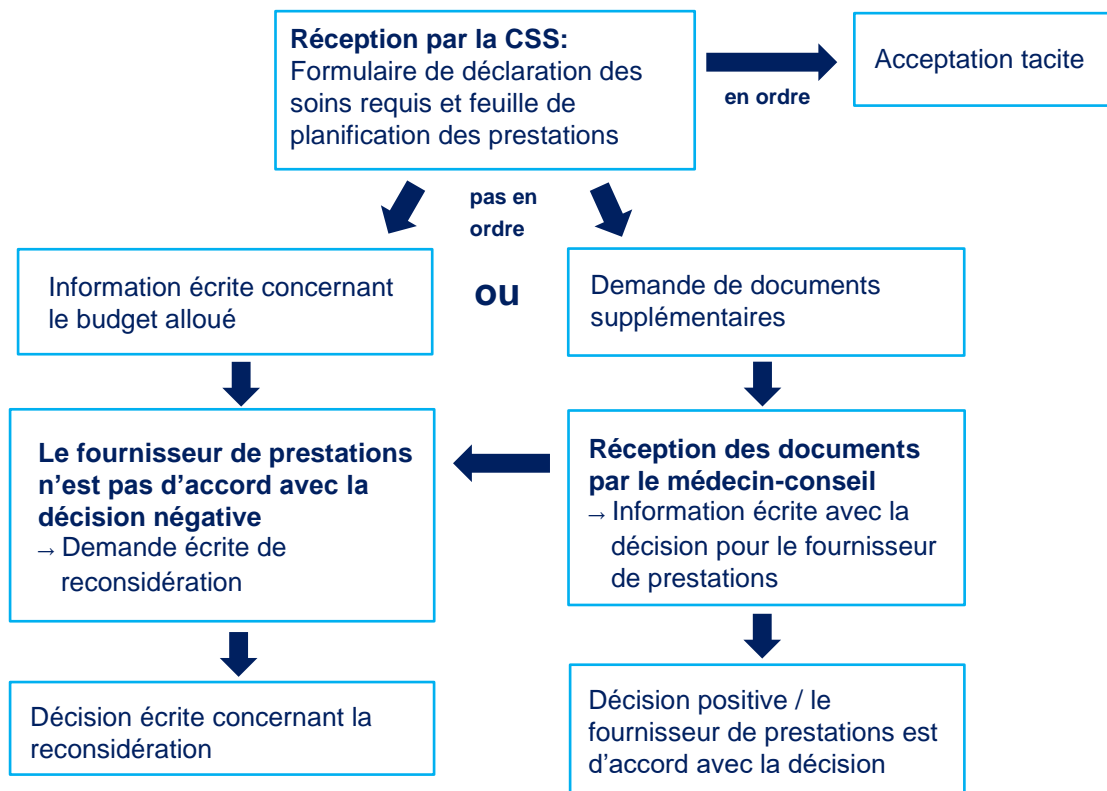 Réception par la CSS:
Formulaire de déclaration des
soins requis et feuille de
planification des prestations
en ordre
Acceptation tacite
pas en
ordre
Information écrite concernant
le budget alloué
ou
Demande de documents
supplémentaires
Le fournisseur de prestations
n’est pas d’accord avec la
décision négative
→ Demande écrite de
reconsidération
Réception des documents
par le médecin-conseil
→ Information écrite avec la
décision pour le fournisseur
de prestations
Décision écrite concernant la
reconsidération
Décision positive / le
fournisseur de prestations est
d’accord avec la décision